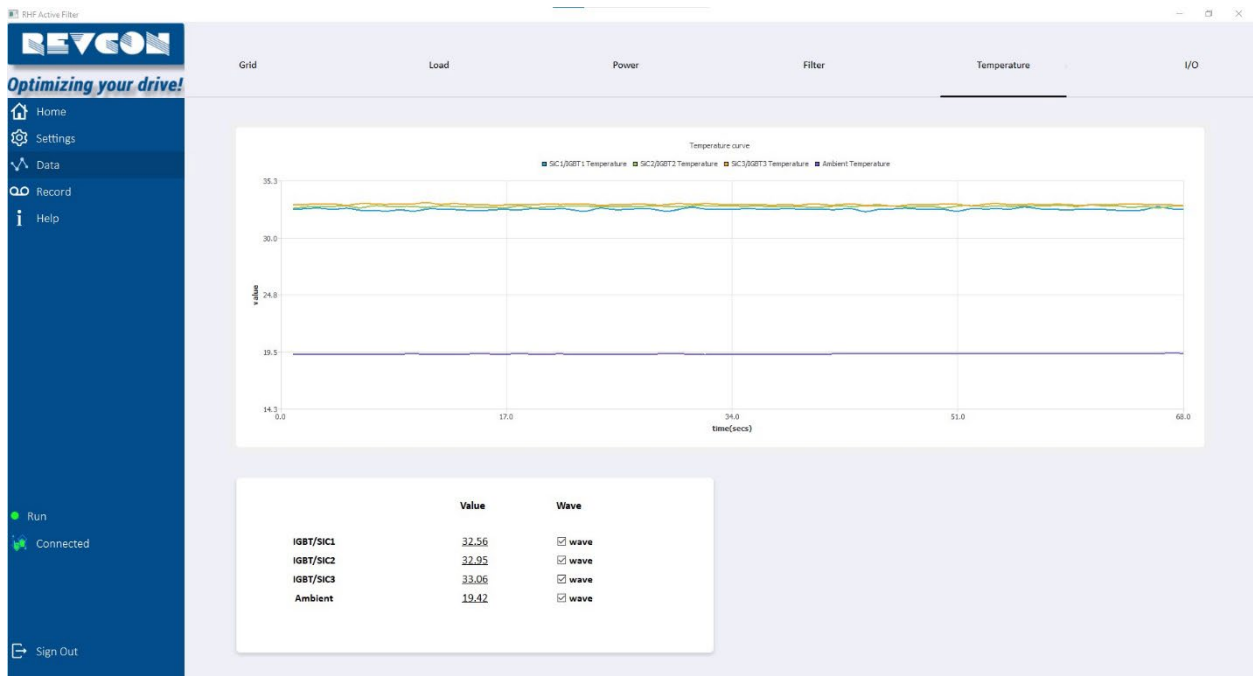 RHF Active Filter
REVCON
Optimizing your drive!
Home
Settings
Data
Record
Help
Run
Connected
Sign Out
Grid Load Power Filter Temperature I/O
Temperature curve
SiC1/IGBT1 Temperature SiC2/IGBT2 Temperature SiC3/IGBT3 Temperature Ambient Temperature
35.3
30.0
24.8
19.5
14.3
value
0.0 17.0 34.0 51.0 68.0
time(secs)
Value Wave
IGBT/SIC1 32.56 wave
IGBT/SIC2 32.95 wave
IGBT/SIC3 33.06 wave
Ambient 19.42 wave